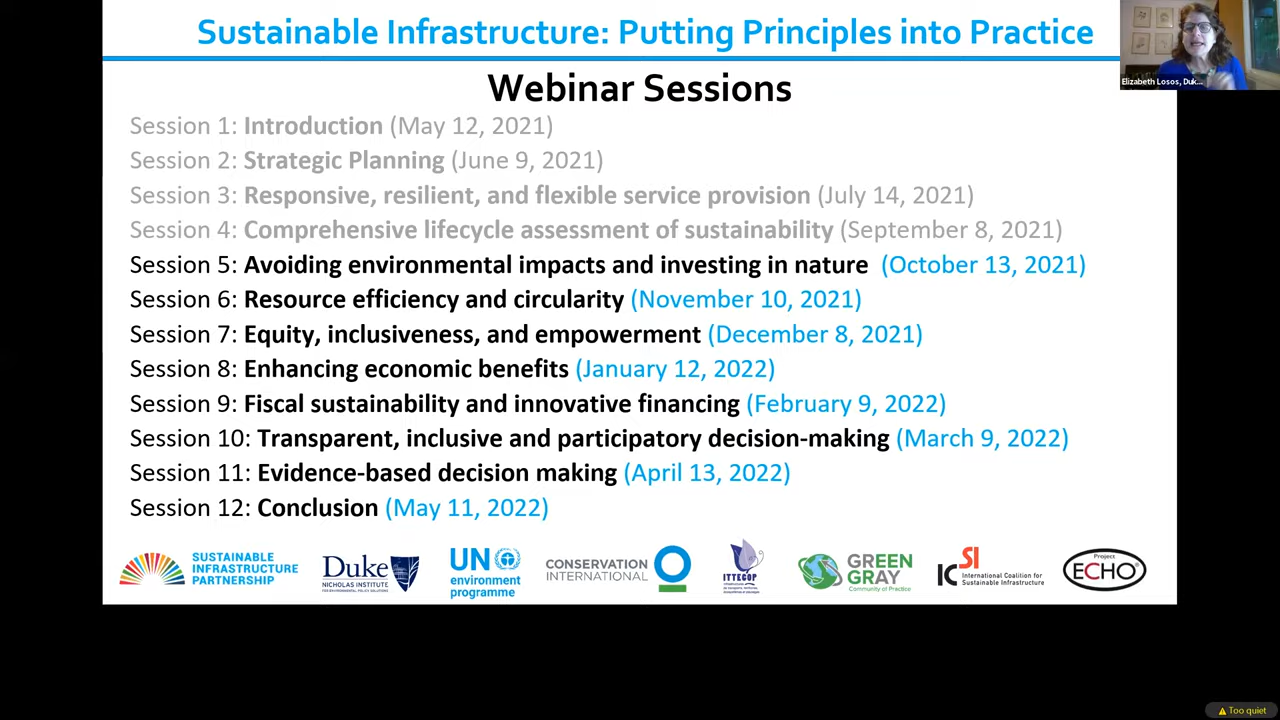 Sustainable Infrastructure: Putting Principles into Practice
Elizabeth Losos, Duk...
Webinar Sessions
Session 1: Introduction (May 12, 2021)
Session 2: Strategic Planning (June 9, 2021)
Session 3: Responsive, resilient, and flexible service provision (July 14, 2021)
Session 4: Comprehensive lifecycle assessment of sustainability (September 8, 2021)
Session 5: Avoiding environmental impacts and investing in nature (October 13, 2021)
Session 6: Resource efficiency and circularity (November 10, 2021)
Session 7: Equity, inclusiveness, and empowerment (December 8, 2021)
Session 8: Enhancing economic benefits (January 12, 2022)
Session 9: Fiscal sustainability and innovative financing (February 9, 2022)
Session 10: Transparent, inclusive and participatory decision-making (March 9, 2022)
Session 11: Evidence-based decision making (April 13, 2022)
Session 12: Conclusion (May 11, 2022)
SUSTAINABLE
INFRASTRUCTURE
PARTNERSHIP
Duke
NICHOLAS INSTITUTE
FOR ENVIRONMENTAL POLICY SOLUTIONS
UN
environment
programme
CONSERVATION
INTERNATIONAL
ITTECOP
GREEN
GRAY
Community of Practice
ICSI
International Coalition for
Sustainable Infrastructure
Project
ECHO
Too quiet